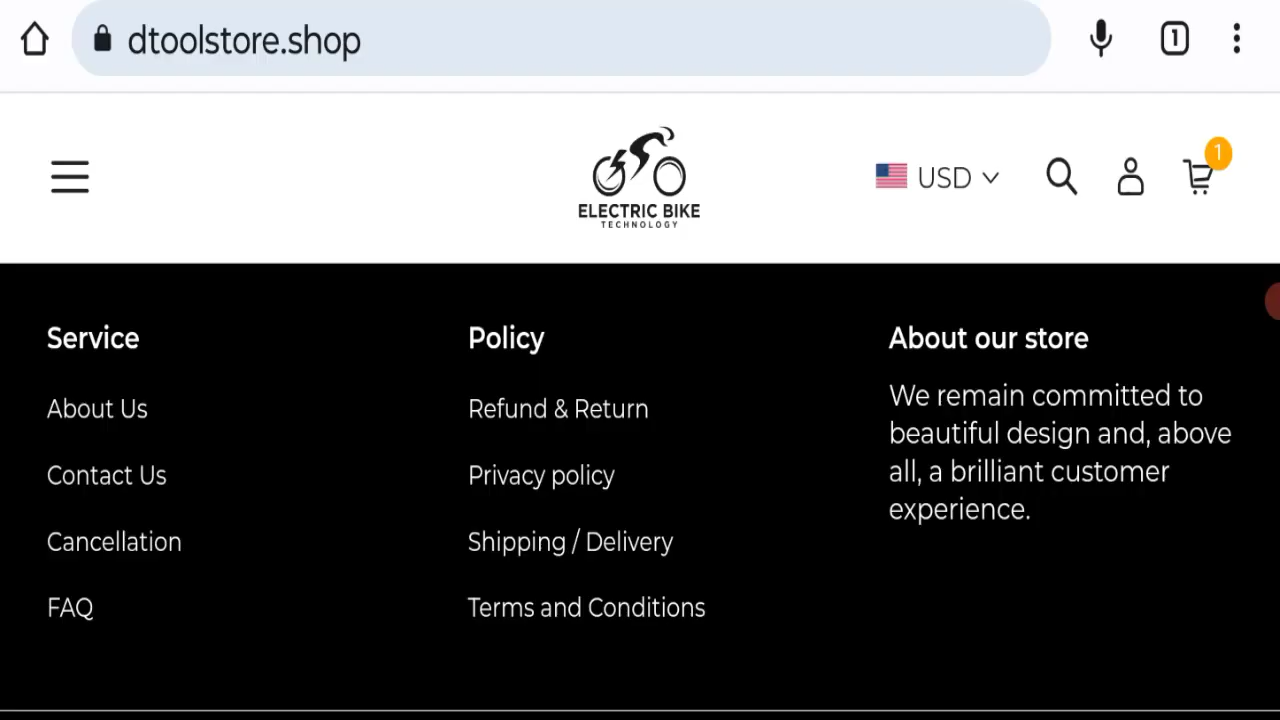 dtoolstore.shop
1
ELECTRIC BIKE
TECHNOLOGY
USD
1
Service
About Us
Contact Us
Cancellation
FAQ
Policy
Refund & Return
Privacy policy
Shipping / Delivery
Terms and Conditions
About our store
We remain committed to
beautiful design and, above
all, a brilliant customer
experience.